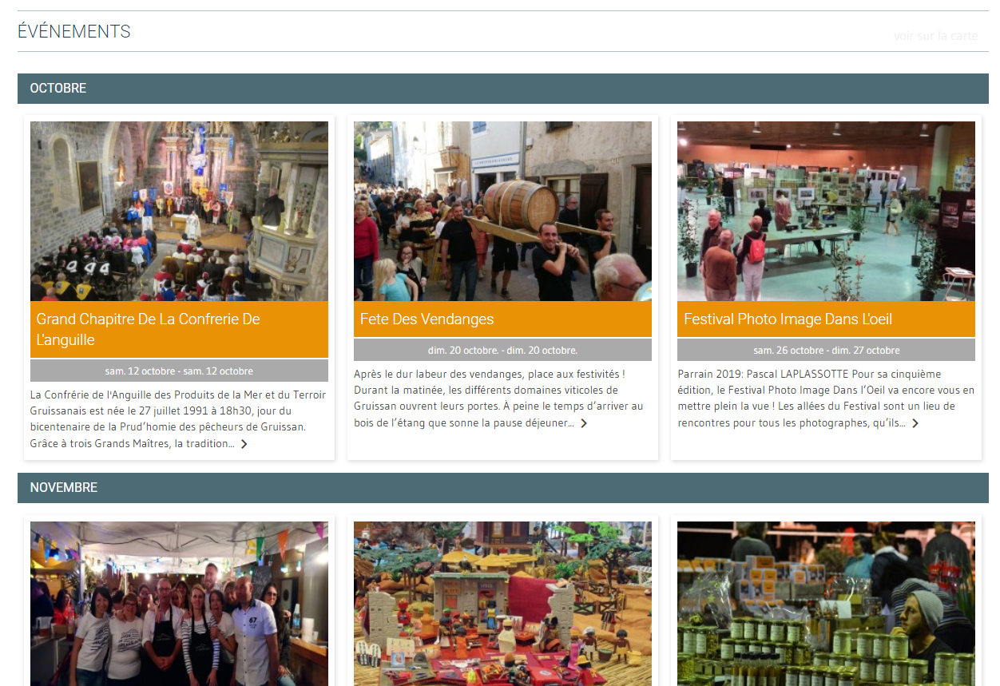 ÉVÉNEMENTS
voir sur la carte
OCTOBRE
Grand Chapitre De La Confrerie De
L'anguille
sam. 12 octobre - sam. 12 octobre
La Confrérie de l'Anguille des Produits de la Mer et du Terroir
Gruissanais est née le 27 juillet 1991 à 18h30, jour du
bicentenaire de la Prud’homie des pêcheurs de Gruissan.
Grâce à trois Grands Maîtres, la tradition...
Fete Des Vendanges
dim. 20 octobre. - dim. 20 octobre.
Après le dur labeur des vendanges, place aux festivités !
Durant la matinée, les différents domaines viticoles de
Gruissan ouvrent leurs portes. À peine le temps d’arriver au
bois de l’étang que sonne la pause déjeuner...
Festival Photo Image Dans L'oeil
sam. 26 octobre - dim. 27 octobre
Parrain 2019: Pascal LAPLASSOTTE Pour sa cinquième
édition, le Festival Photo Image Dans l’Oeil va encore vous en
mettre plein la vue ! Les allées du Festival sont un lieu de
rencontres pour tous les photographes, qu’ils...
NOVEMBRE
67